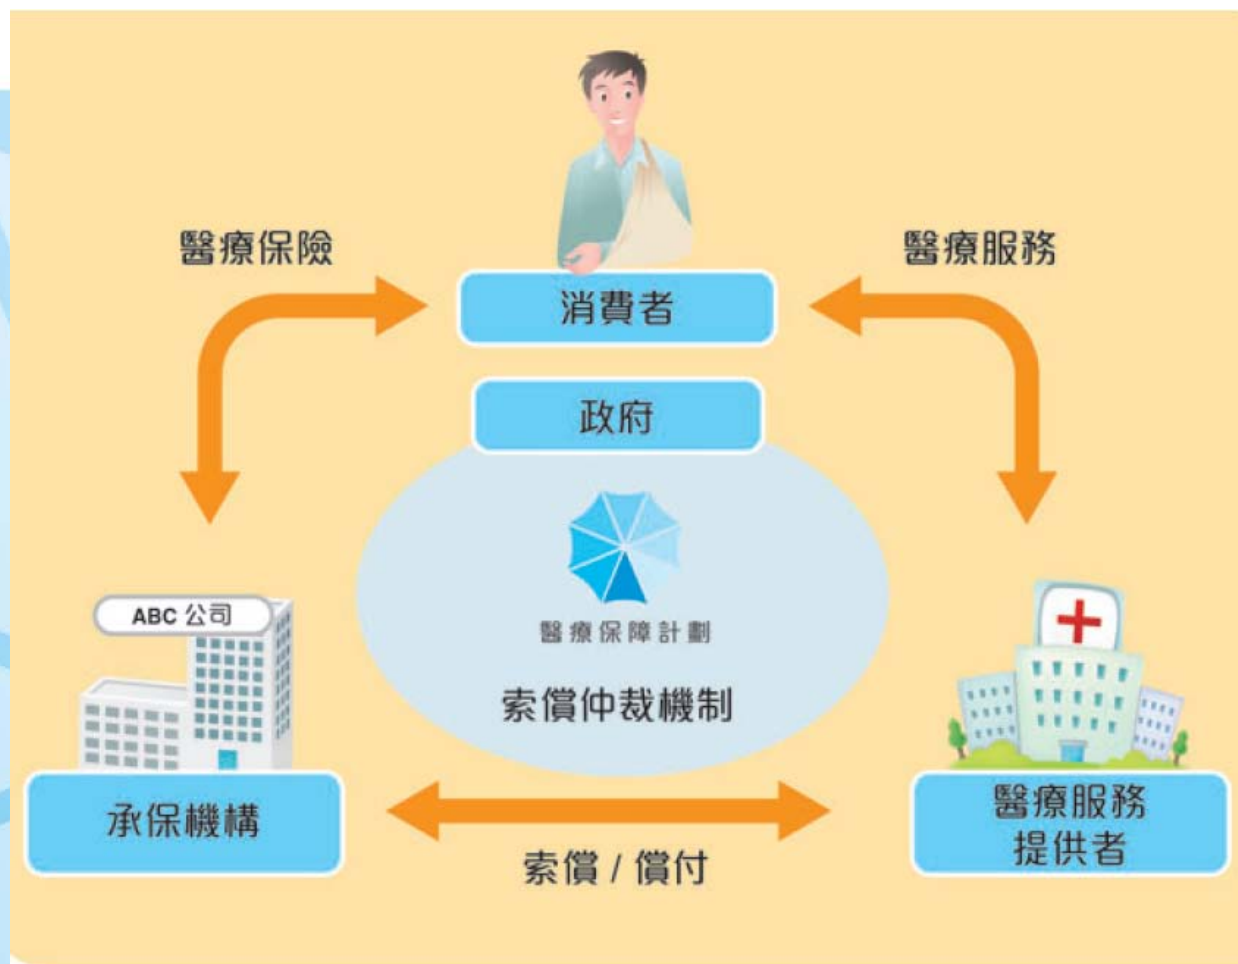 醫療保險
醫療服務
消費者
政府
醫療保障計劃
索償仲裁機制
ABC 公司
承保機構
醫療服務
提供者
索償 / 償付